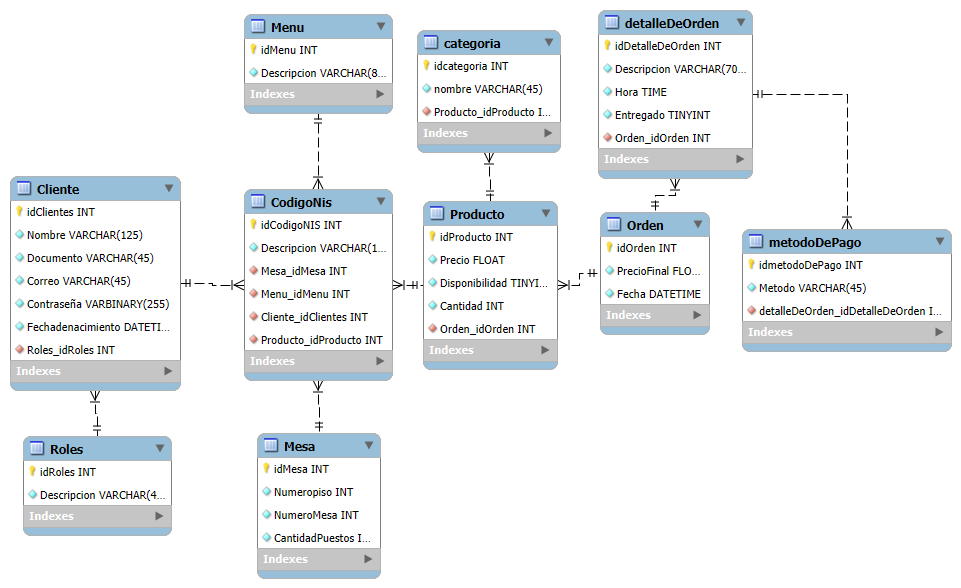 Menu
idMenu INT
Descripcion VARCHAR(8...
Indexes
categoria
idcategoria INT
nombre VARCHAR(45)
Producto_idProducto I...
Indexes
detalleDeOrden
idDetalleDeOrden INT
Descripcion VARCHAR(70...
Hora TIME
Entregado TINYINT
Orden_idOrden INT
Indexes
Cliente
idClientes INT
Nombre VARCHAR(125)
Documento VARCHAR(45)
Correo VARCHAR(45)
Contraseña VARBINARY(255)
Fechadenacimiento DATETI...
Roles_idRoles INT
Indexes
CodigoNis
idCodigoNIS INT
Descripcion VARCHAR(1...
Mesa_idMesa INT
Menu_idMenu INT
Cliente_idClientes INT
Producto_idProducto INT
Indexes
Producto
idProducto INT
Precio FLOAT
Disponibilidad TINYI...
Cantidad INT
Orden_idOrden INT
Indexes
Orden
idOrden INT
PrecioFinal FLO...
Fecha DATETIME
Indexes
metodoDePago
idmetodoDePago INT
Metodo VARCHAR(45)
detalleDeOrden_idDetalleDeOrden I...
Indexes
Roles
idRoles INT
Descripcion VARCHAR(4...
Indexes
Mesa
idMesa INT
Numeropiso INT
NumeroMesa INT
CantidadPuestos I...
Indexes